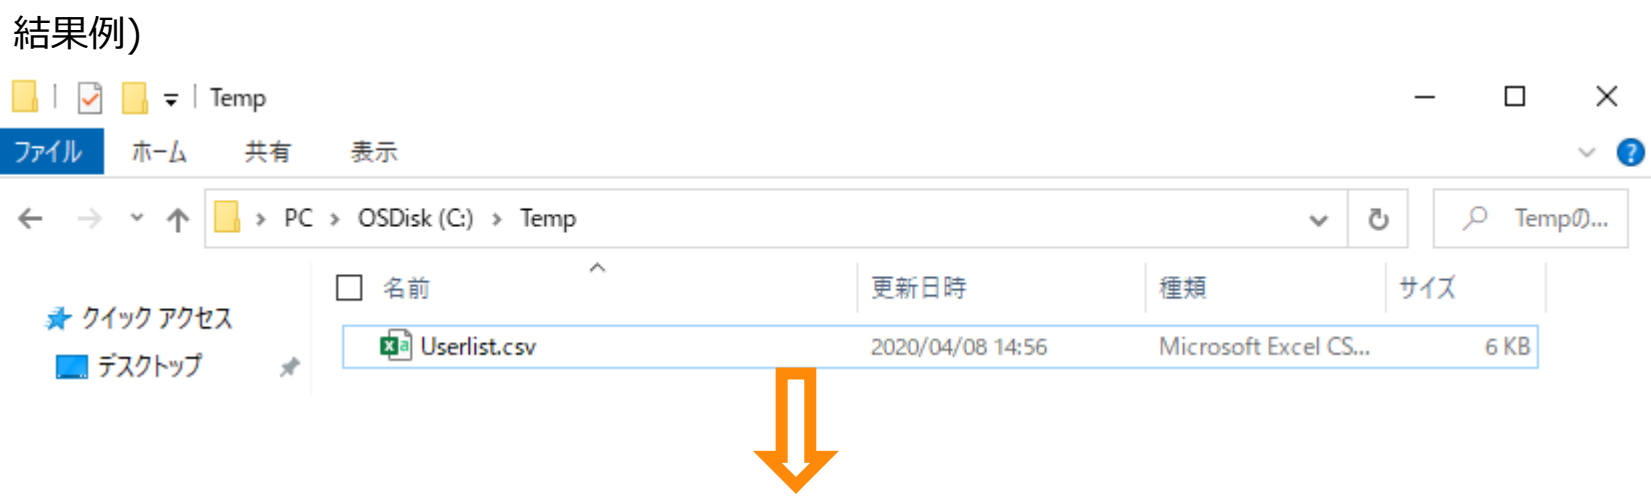 結果例)
Temp
ファイル ホーム 共有 表示
PC > OSDisk (C:) > Temp Tempの...
名前 更新日時 種類 サイズ
クイック アクセス
Userlist.csv 2020/04/08 14:56 Microsoft Excel CS... 6 KB
デスクトップ